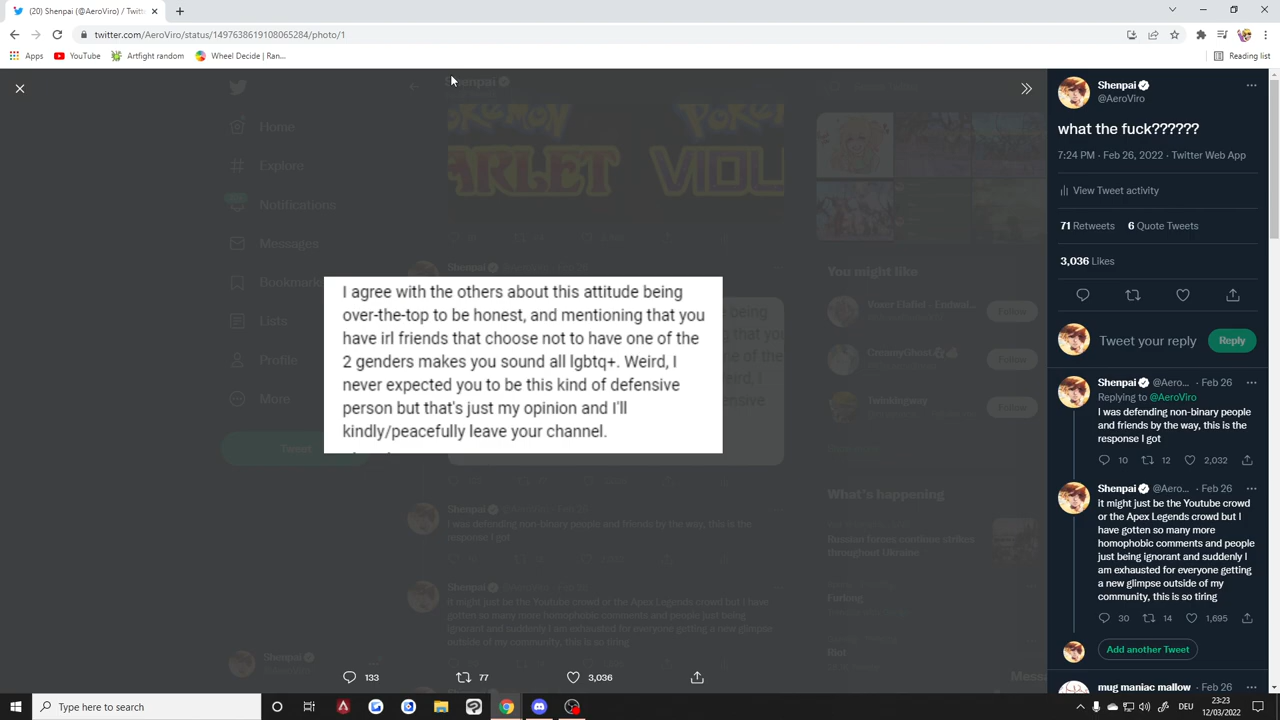 (20) Shenpai (@AeroViro) / Twitt
twitter.com/AeroViro/status/1497638619108065284/photo/1
Apps
YouTube
Artfight random
Wheel Decide | Ran...
Reading list
Shenpai
Home
Explore
Notifications
Messages
Bookmark
Lists
Profile
More
Tweet
POKEMON
You might like
Follow
CreamyGhost
Follow
Twinkingway
Follow
What's happening
Russian Forces continue strikes
throughout Ukraine
Riot
I agree with the others about this attitude being
over-the-top to be honest, and mentioning that you
have irl friends that choose not to have one of the
2 genders makes you sound all lgbtq+. Weird, I
never expected you to be this kind of defensive
person but that's just my opinion and I'll
kindly/peacefully leave your channel.
Shenpai @AeroViro · Feb 26
I was defending non-binary people and friends by the way, this is the
response I got
Shenpai @AeroViro · Feb 26
it might just be the Youtube crowd or the Apex Legends crowd but I have
gotten so many more homophobic comments and people just being
ignorant and suddenly I am exhausted for everyone getting a new glimpse
outside of my community, this is so tiring
Shenpai
133
77
3,036
Shenpai
@AeroViro
what the fuck??????
7:24 PM · Feb 26, 2022 · Twitter Web App
View Tweet activity
71 Retweets 6 Quote Tweets
3,036 Likes
Tweet your reply
Reply
Shenpai @Aero... · Feb 26
Replying to @AeroViro
I was defending non-binary people
and friends by the way, this is the
response I got
10 12 2,032
Shenpai @Aero... · Feb 26
it might just be the Youtube crowd
or the Apex Legends crowd but I
have gotten so many more
homophobic comments and people
just being ignorant and suddenly I
am exhausted for everyone getting
a new glimpse outside of my
community, this is so tiring
30 14 1,695
Add another Tweet
mug maniac mallow · Feb 26
Type here to search
DEU
23:23
12/03/2022